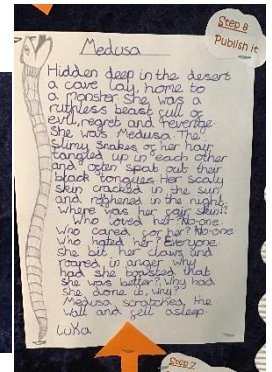 Step 8
Publish it
Medusa
Hidden deep in the desert
a cave lay, home to
a monster. She was a
ruthless beast full of
evil, regret and revenge.
She was Medusa. The
slimy snakes of her hair
tangled up in each other
and often spat out their
black tongues. Her scaly
skin cracked in the sun
and tightened in the night.
Where was her fair skin!?
Who loved her? No-one.
Who cared for her? No-one
Who hated her? Everyone.
She bit her claws and
roared in anger why
had she boasted that
she was better? Why had
she done it, why?
Medusa scratched the
wall and fell asleep.
Luka
Step 7